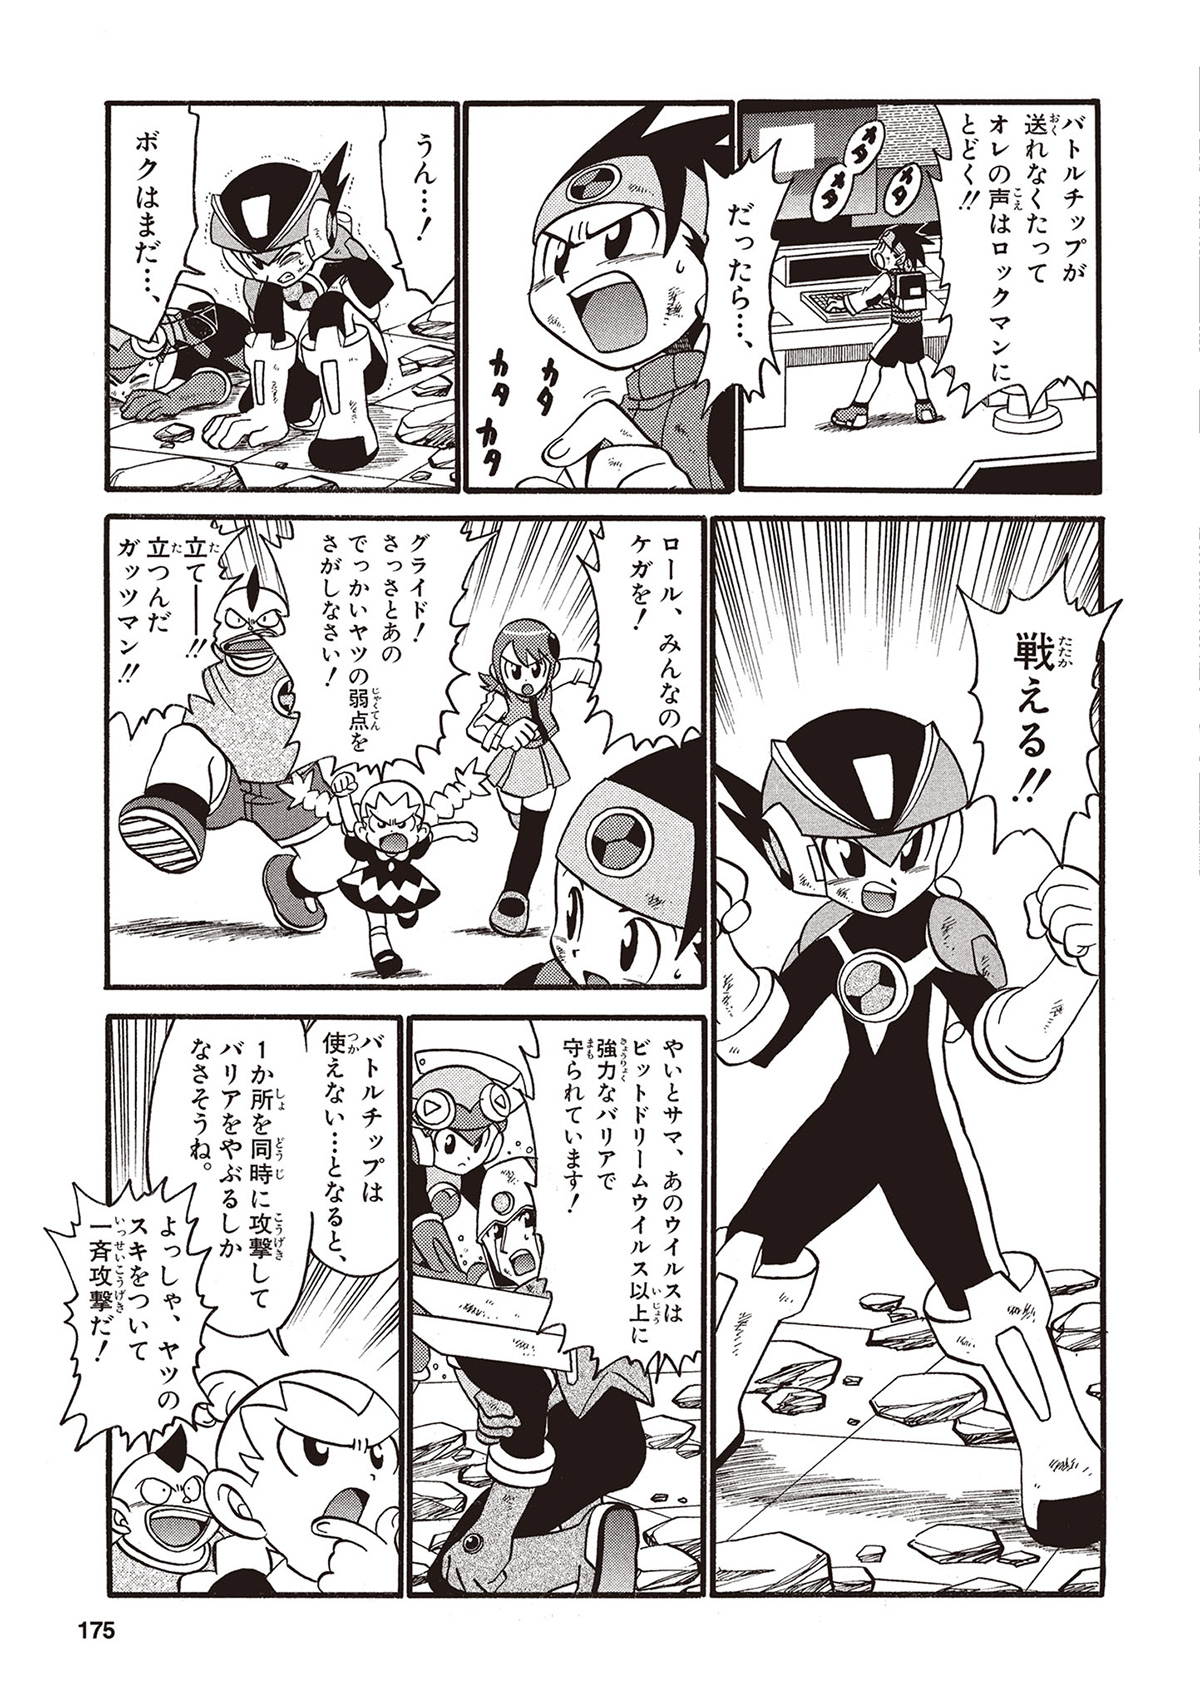 バトルチップが
送れなくたって
オレの声はロックマンに
とどく!!
カタ
カタ
カタ
カタ
だったら…、
カタ
カタ
カタ
カタ
うん…！
ボクはまだ…、
戦える!!
ロール、みんなの
ケガを！
グライド！
さっさとあの
でっかいヤツの弱点を
さがしなさい！
立て――!!
立つんだ
ガッツマン!!
やいとサマ、あのウイルスは
ビットドリームウイルス以上に
強力なバリアで
守られています！
バトルチップは
使えない…となると、
1か所を同時に攻撃して
バリアをやぶるしか
なさそうね。
よっしゃ、ヤツの
スキをついて
一斉攻撃だ！
175